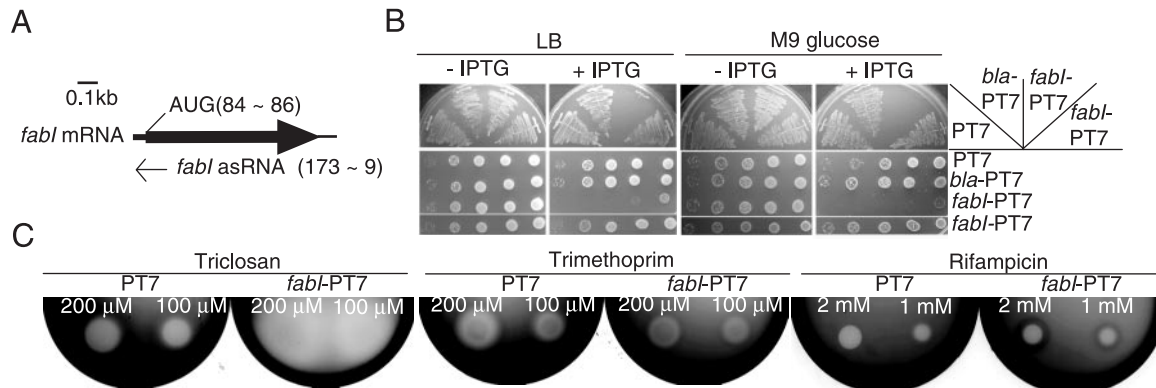 A
0.1kb
AUG(84 ~ 86)
fabI mRNA
fabI asRNA (173 ~ 9)
B
LB
M9 glucose
- IPTG
+ IPTG
- IPTG
+ IPTG
bla-PT7
fabI-PT7
PT7
fabI-PT7
PT7
bla-PT7
fabI-PT7
fabI-PT7
C
Triclosan
Trimethoprim
Rifampicin
PT7
fabI-PT7
PT7
fabI-PT7
PT7
fabI-PT7
200 µM 100 µM
200 µM 100 µM
200 µM 100 µM
200 µM 100 µM
2 mM 1 mM
2 mM 1 mM